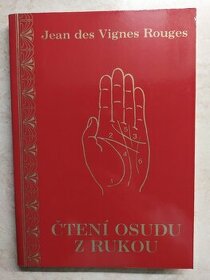 Jean des Vignes Rouges
ČTENÍ OSUDU
Z RUKOU